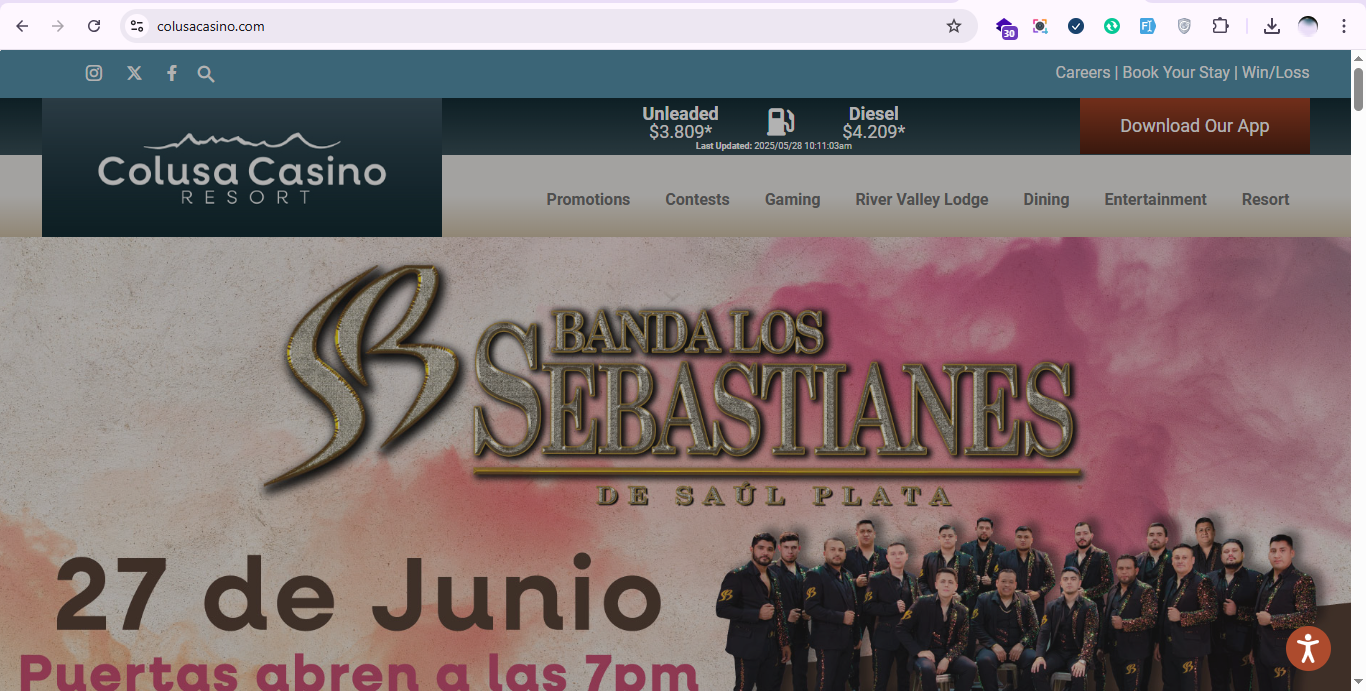 colusacasino.com
30
Careers | Book Your Stay | Win/Loss
Unleaded
$3.809*
Diesel
$4.209*
Last Updated: 2025/05/28 10:11:03am
Download Our App
Colusa Casino
RESORT
Promotions
Contests
Gaming
River Valley Lodge
Dining
Entertainment
Resort
SB
BANDA LOS
SEBASTIANES
DE SAÚL PLATA
27 de Junio
Puertas abren a las 7pm